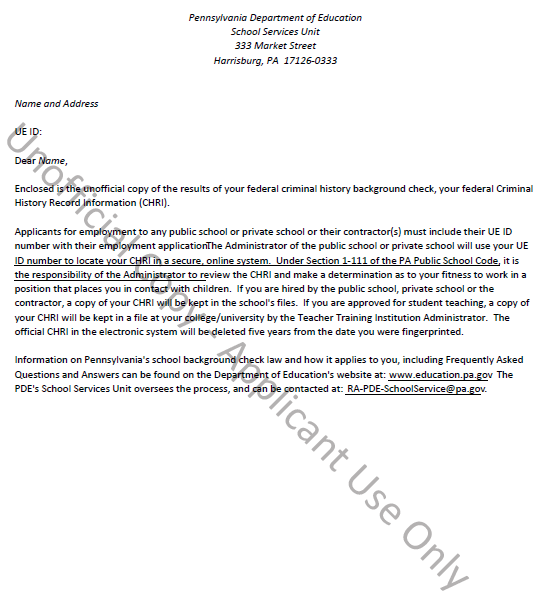 Pennsylvania Department of Education
School Services Unit
333 Market Street
Harrisburg, PA 17126-0333
Name and Address
UE ID:
Dear Name,
Enclosed is the unofficial copy of the results of your federal criminal history background check, your federal Criminal
History Record Information (CHRI).
Applicants for employment to any public school or private school or their contractor(s) must include their UE ID
number with their employment applicationThe Administrator of the public school or private school will use your UE
ID number to locate your CHRI in a secure, online system. Under Section 1-111 of the PA Public School Code, it is
the responsibility of the Administrator to review the CHRI and make a determination as to your fitness to work in a
position that places you in contact with children. If you are hired by the public school, private school or the
contractor, a copy of your CHRI will be kept in the school's files. If you are approved for student teaching, a copy of
your CHRI will be kept in a file at your college/university by the Teacher Training Institution Administrator. The
official CHRI in the electronic system will be deleted five years from the date you were fingerprinted.
Information on Pennsylvania's school background check law and how it applies to you, including Frequently Asked
Questions and Answers can be found on the Department of Education's website at: www.education.pa.gov The
PDE's School Services Unit oversees the process, and can be contacted at: RA-PDE-SchoolService@pa.gov.
Unofficial Copy - Applicant Use Only